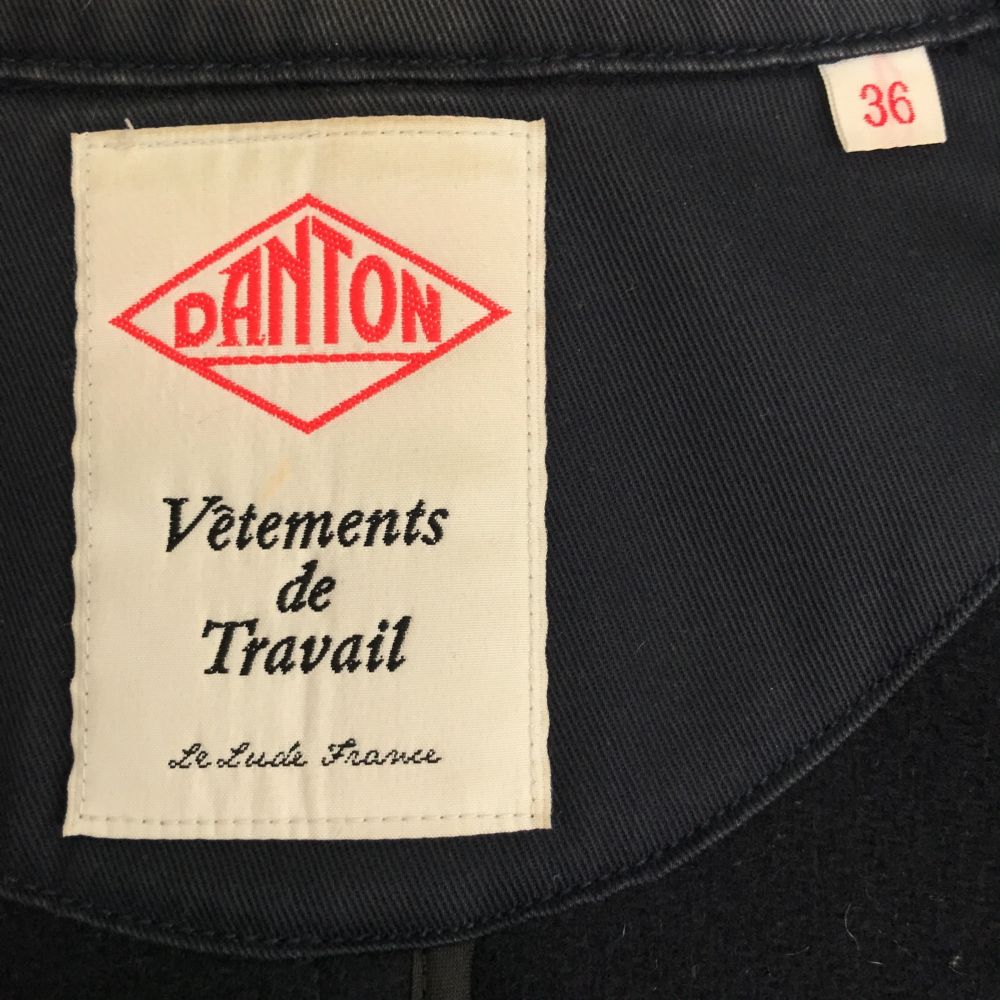 36
DANTON
Vêtements
de
Travail
Le Lude France